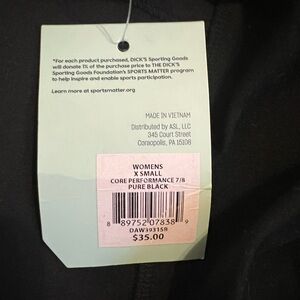 *For each product purchased, DICK'S Sporting Goods
will donate 1% of the purchase price to THE DICK'S
Sporting Goods Foundation's SPORTS MATTER program
to help inspire and enable sports participation.
Learn more at sportsmatter.org
MADE IN VIETNAM
Distributed by ASL, LLC
345 Court Street
Coraopolis, PA 15108
WOMENS
X SMALL
CORE PERFORMANCE 7/8
PURE BLACK
8 89752 07838 9
DAW39315B
$35.00